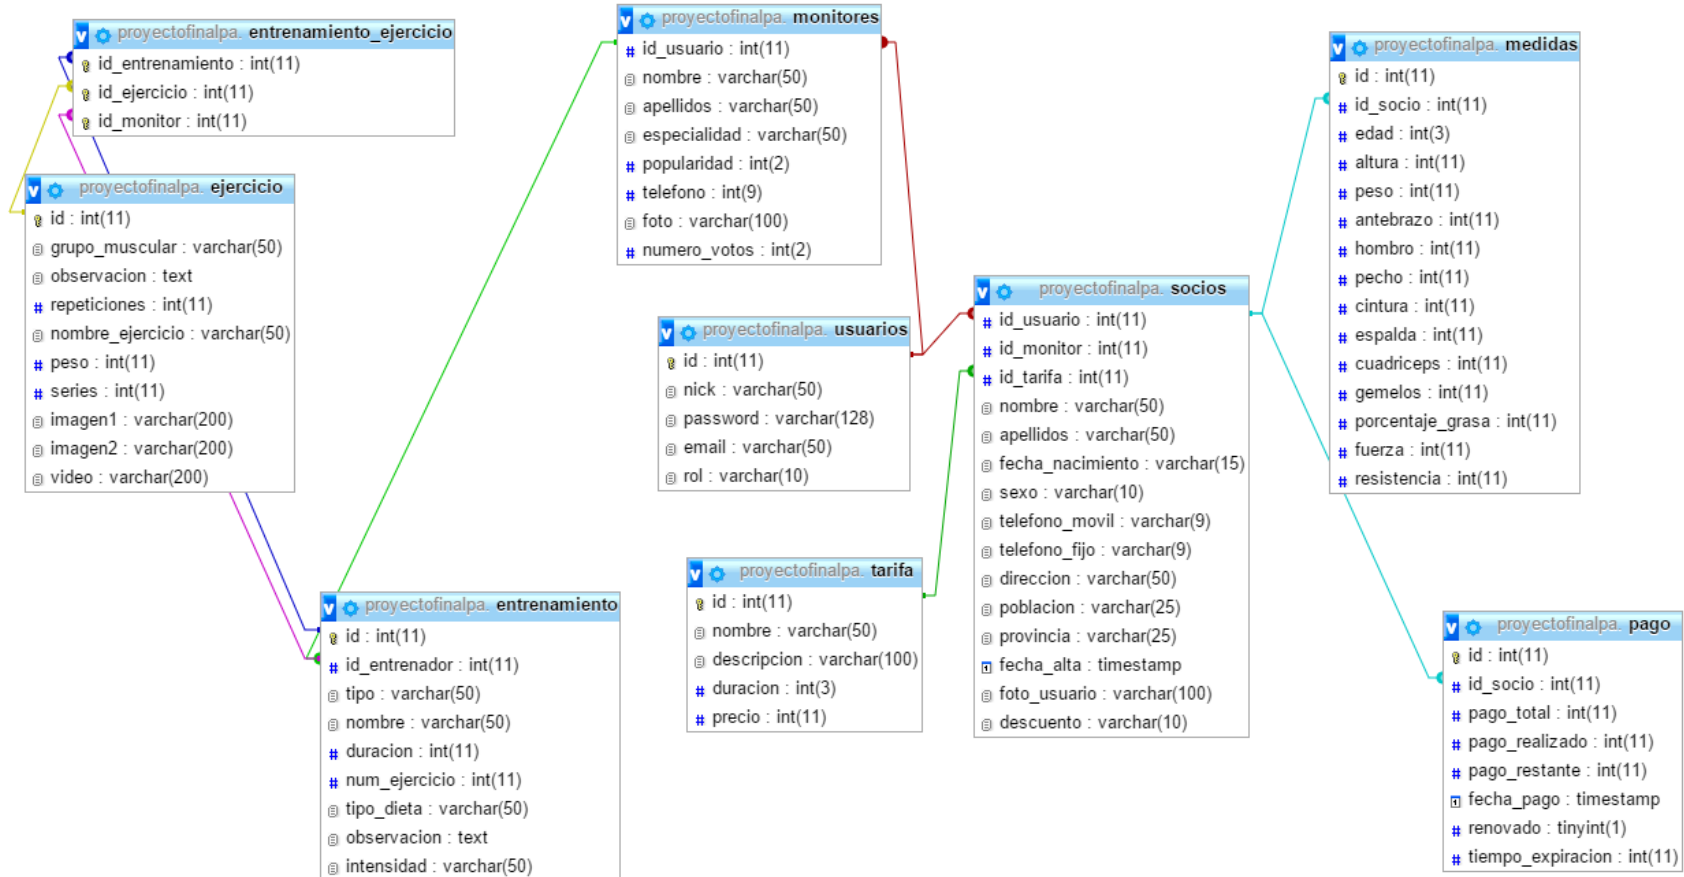 proyectofinalpa. entrenamiento_ejercicio
id_entrenamiento : int(11)
id_ejercicio : int(11)
id_monitor : int(11)
proyectofinalpa. ejercicio
id : int(11)
grupo_muscular : varchar(50)
observacion : text
repeticiones : int(11)
nombre_ejercicio : varchar(50)
peso : int(11)
series : int(11)
imagen1 : varchar(200)
imagen2 : varchar(200)
video : varchar(200)
proyectofinalpa. entrenamiento
id : int(11)
id_entrenador : int(11)
tipo : varchar(50)
nombre : varchar(50)
duracion : int(11)
num_ejercicio : int(11)
tipo_dieta : varchar(50)
observacion : text
intensidad : varchar(50)
proyectofinalpa. monitores
id_usuario : int(11)
nombre : varchar(50)
apellidos : varchar(50)
especialidad : varchar(50)
popularidad : int(2)
telefono : int(9)
foto : varchar(100)
numero_votos : int(2)
proyectofinalpa. usuarios
id : int(11)
nick : varchar(50)
password : varchar(128)
email : varchar(50)
rol : varchar(10)
proyectofinalpa. tarifa
id : int(11)
nombre : varchar(50)
descripcion : varchar(100)
duracion : int(3)
precio : int(11)
proyectofinalpa. socios
id_usuario : int(11)
id_monitor : int(11)
id_tarifa : int(11)
nombre : varchar(50)
apellidos : varchar(50)
fecha_nacimiento : varchar(15)
sexo : varchar(10)
telefono_movil : varchar(9)
telefono_fijo : varchar(9)
direccion : varchar(50)
poblacion : varchar(25)
provincia : varchar(25)
fecha_alta : timestamp
foto_usuario : varchar(100)
descuento : varchar(10)
proyectofinalpa. medidas
id : int(11)
id_socio : int(11)
edad : int(3)
altura : int(11)
peso : int(11)
antebrazo : int(11)
hombro : int(11)
pecho : int(11)
cintura : int(11)
espalda : int(11)
cuadriceps : int(11)
gemelos : int(11)
porcentaje_grasa : int(11)
fuerza : int(11)
resistencia : int(11)
proyectofinalpa. pago
id : int(11)
id_socio : int(11)
pago_total : int(11)
pago_realizado : int(11)
pago_restante : int(11)
fecha_pago : timestamp
renovado : tinyint(1)
tiempo_expiracion : int(11)